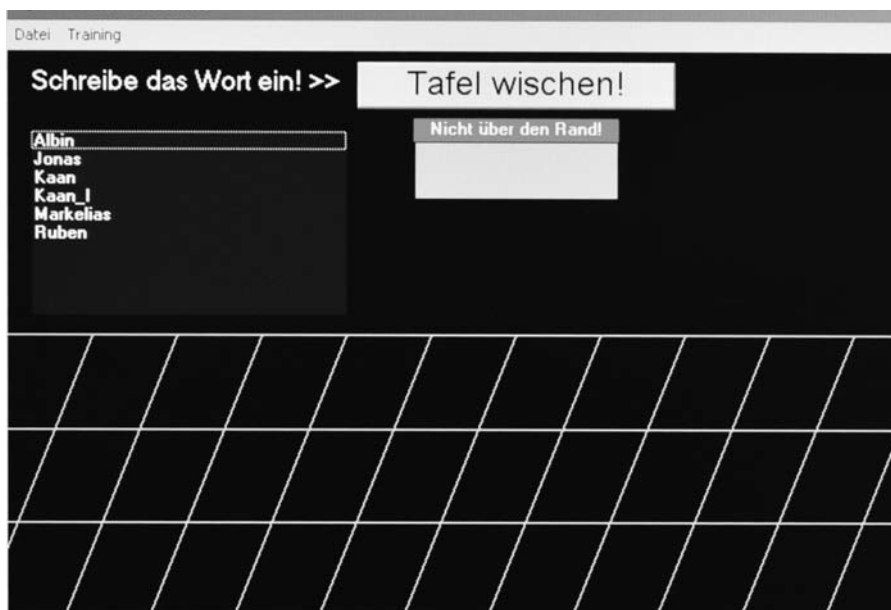 Datei Training
Schreibe das Wort ein! >> Tafel wischen!
Nicht über den Rand!
Albin
Jonas
Kaan
Kaan_I
Markelias
Ruben